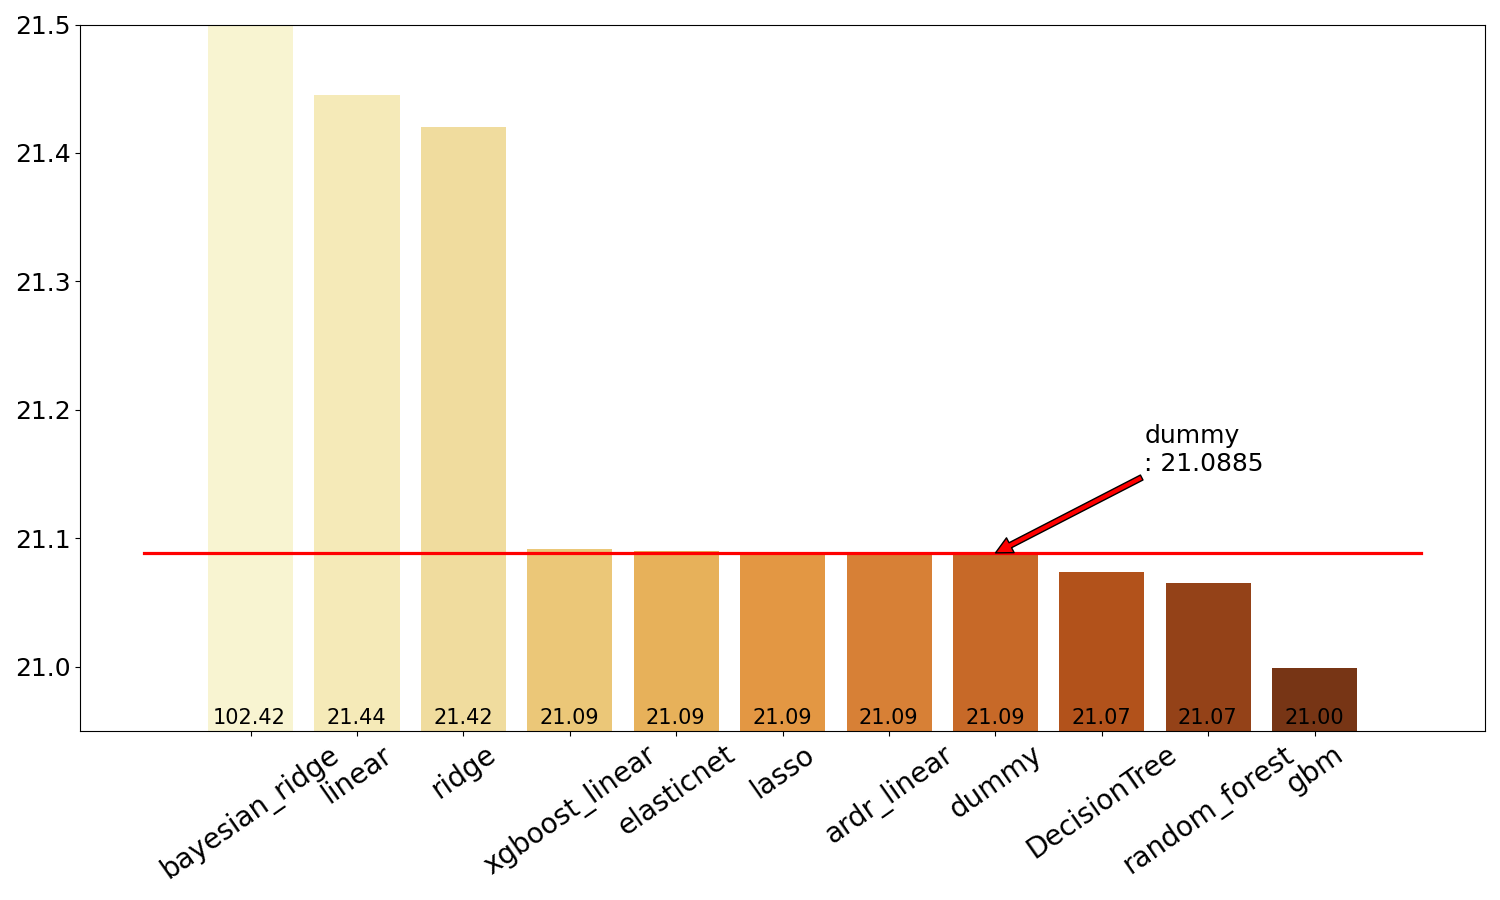 21.5
21.4
21.3
21.2
21.1
21.0
dummy
: 21.0885
102.42 21.44 21.42 21.09 21.09 21.09 21.09 21.09 21.07 21.07 21.00
bayesian_ridge linear ridge xgboost_linear elasticnet lasso ardr_linear dummy DecisionTree random_forest gbm